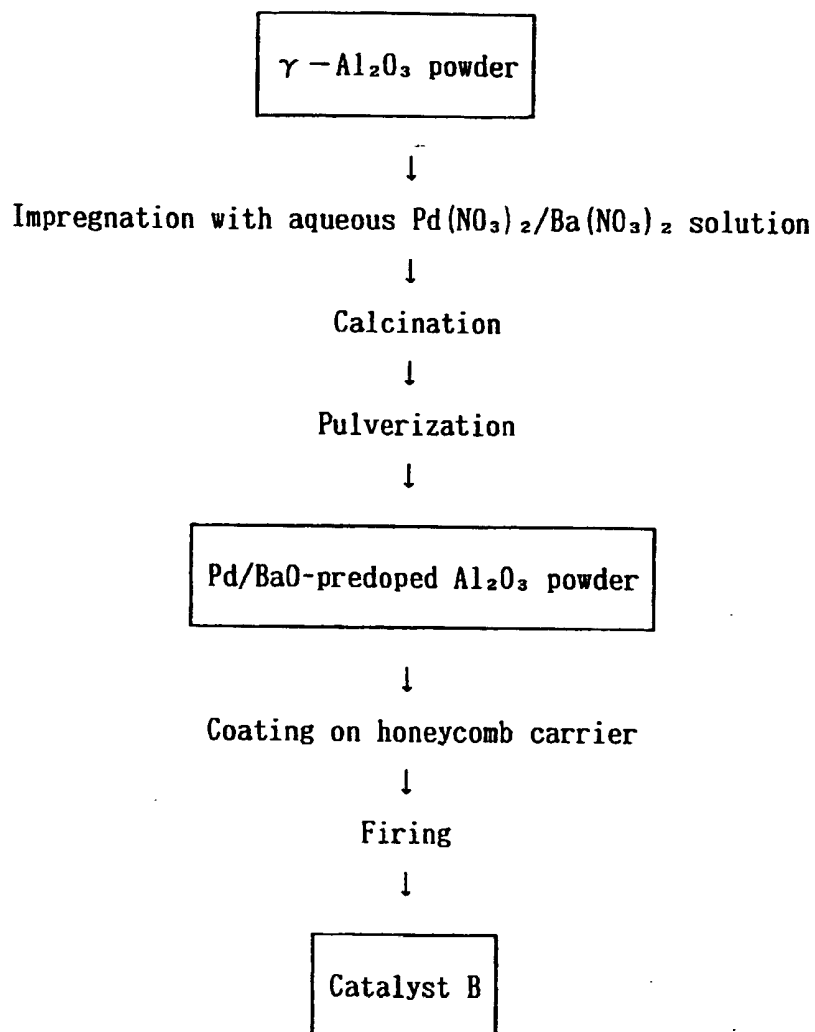 γ-Al₂O₃ powder
↓
Impregnation with aqueous Pd(NO₃)₂/Ba(NO₃)₂ solution
↓
Calcination
↓
Pulverization
↓
Pd/BaO-predoped Al₂O₃ powder
↓
Coating on honeycomb carrier
↓
Firing
↓
Catalyst B